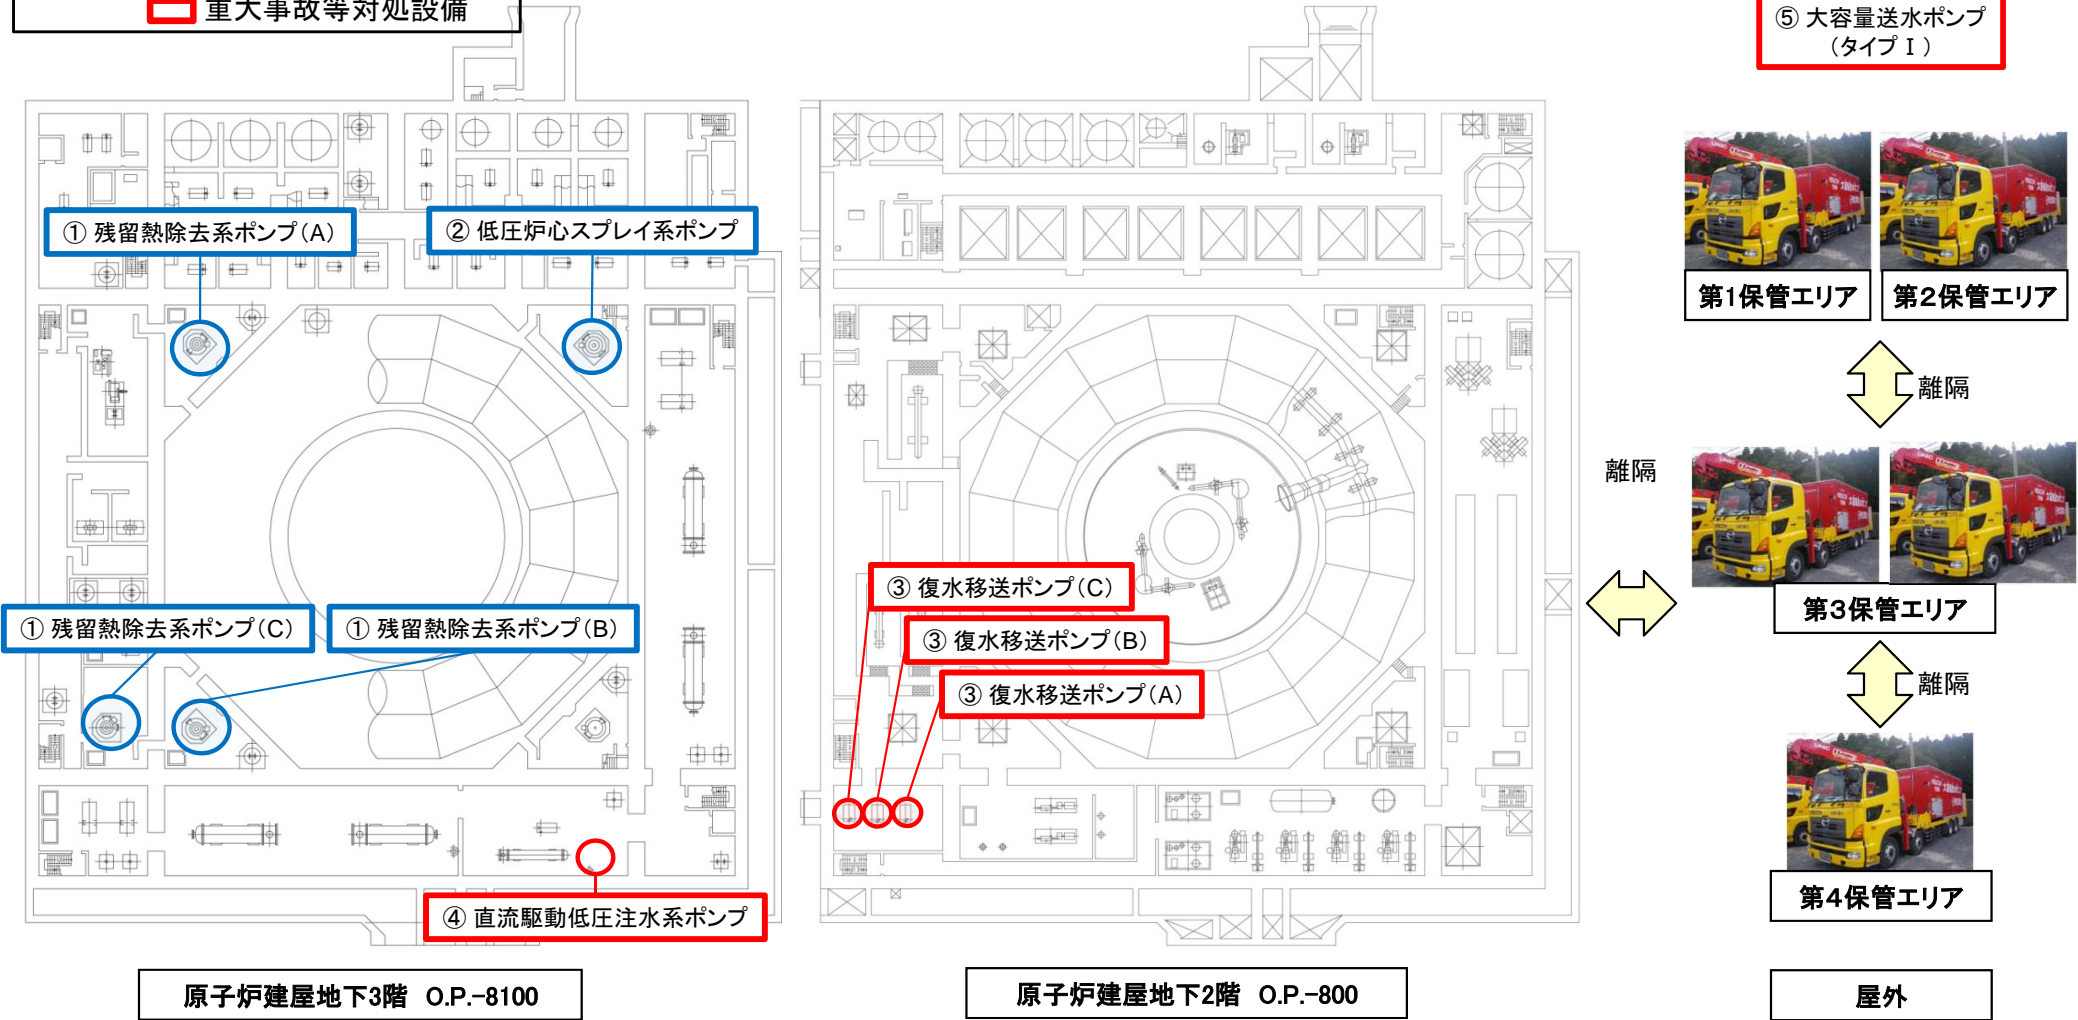 重大事故等対処設備
⑤ 大容量送水ポンプ
(タイプⅠ)
① 残留熱除去系ポンプ(A)
② 低圧炉心スプレイ系ポンプ
第1保管エリア
第2保管エリア
離隔
離隔
③ 復水移送ポンプ(C)
第3保管エリア
① 残留熱除去系ポンプ(C)
① 残留熱除去系ポンプ(B)
③ 復水移送ポンプ(B)
③ 復水移送ポンプ(A)
離隔
第4保管エリア
④ 直流駆動低圧注水系ポンプ
原子炉建屋地下3階 O.P.-8100
原子炉建屋地下2階 O.P.-800
屋外